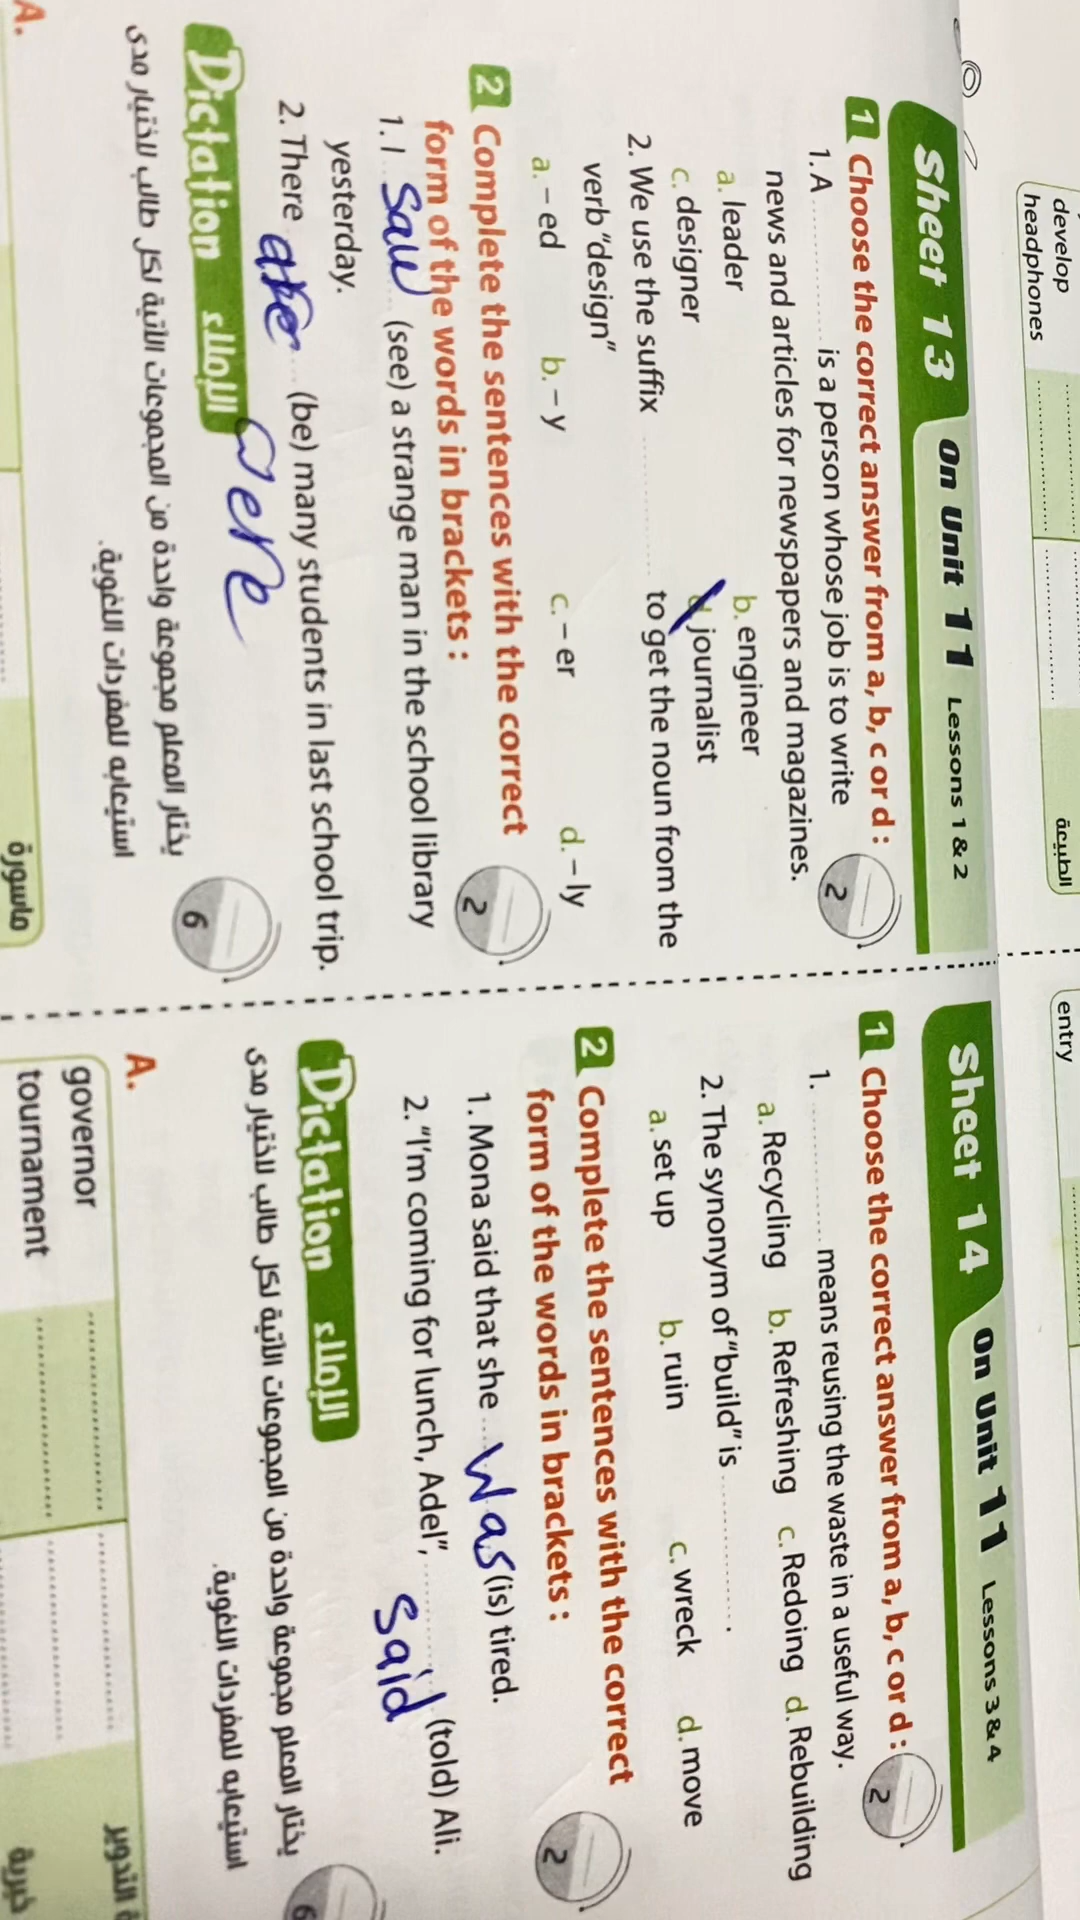 develop
headphones
الطبيعة
Sheet 13 On Unit 11 Lessons 1 & 2
1 Choose the correct answer from a, b, c or d :
2
1. A .............. is a person whose job is to write
news and articles for newspapers and magazines.
a. leader b. engineer
c. designer d. journalist
2. We use the suffix .............. to get the noun from the
verb "design"
a. – ed b. – y c. – er d. – ly
2 Complete the sentences with the correct
form of the words in brackets :
2
1. I saw (see) a strange man in the school library
yesterday.
2. There are (be) many students in last school trip.
were
Dictation الإملاء
6
يختار المعلم مجموعة واحدة من المجموعات الآتية لكل طالب لاختبار مدى
استيعابه للمفردات اللغوية.
A.
ماسورة
entry
Sheet 14 On Unit 11 Lessons 3 & 4
1 Choose the correct answer from a, b, c or d :
2
1. .............. means reusing the waste in a useful way.
a. Recycling b. Refreshing c. Redoing d. Rebuilding
2. The synonym of "build" is .............. .
a. set up b. ruin c. wreck d. move
2 Complete the sentences with the correct
form of the words in brackets :
2
1. Mona said that she was (is) tired.
2. "I'm coming for lunch, Adel", .............. (told) Ali.
said
Dictation الإملاء
6
يختار المعلم مجموعة واحدة من المجموعات الآتية لكل طالب لاختبار مدى
استيعابه للمفردات اللغوية.
A.
governor
التدوير
tournament
خيرية